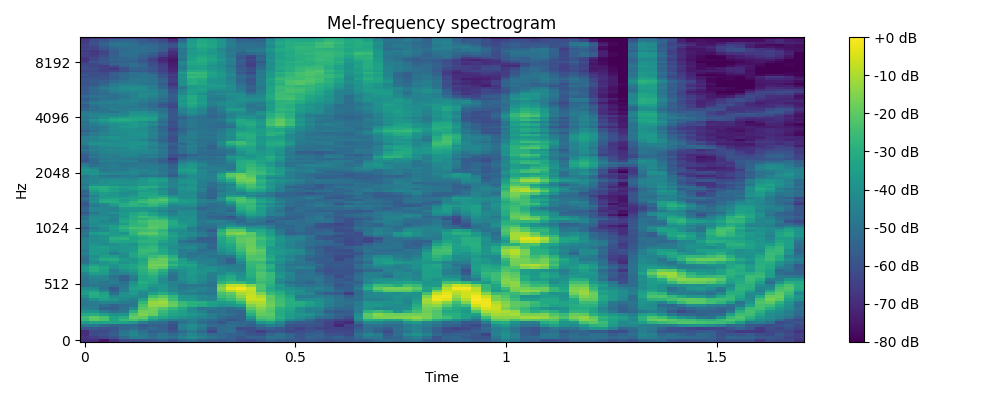 Mel-frequency spectrogram
Hz
8192
4096
2048
1024
512
0
0
0.5
1
1.5
Time
+0 dB
-10 dB
-20 dB
-30 dB
-40 dB
-50 dB
-60 dB
-70 dB
-80 dB